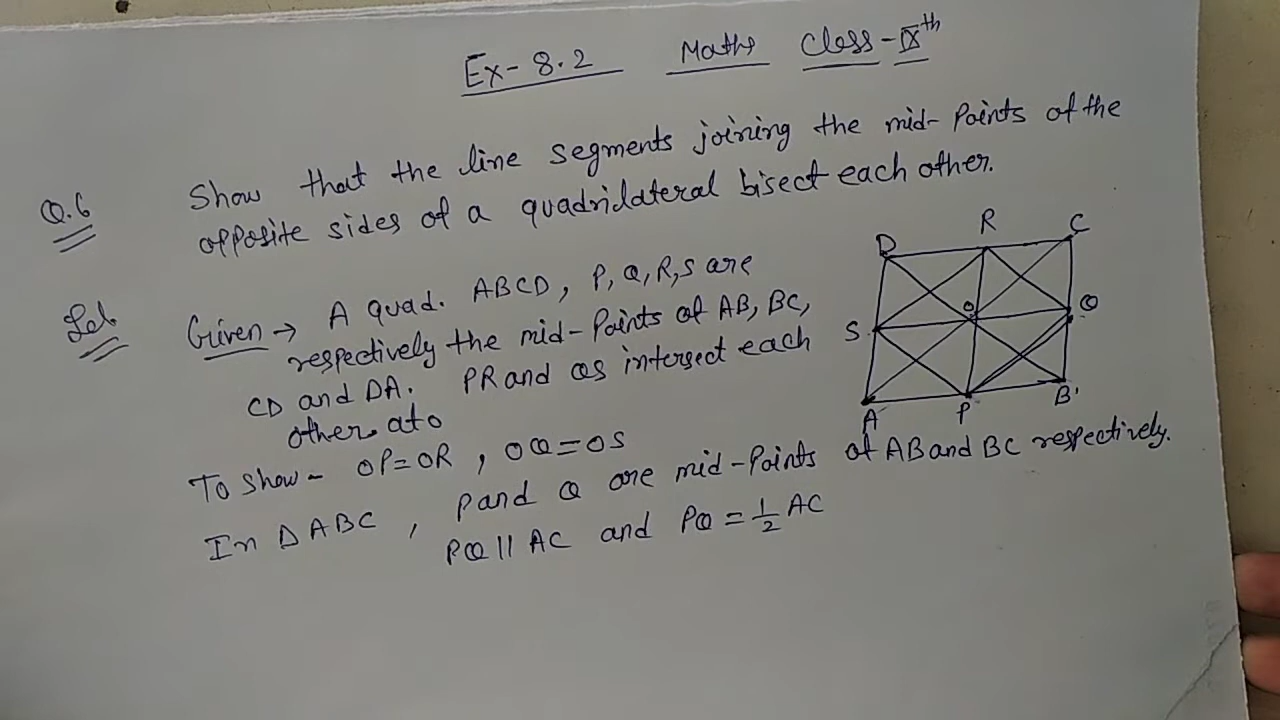 Ex-8.2 Maths Class-IXth
Q.6 Show that the line segments joining the mid-Points of the
opposite sides of a quadrilateral bisect each other.
Sol. Given → A quad. ABCD, P, Q, R, S are
respectively the mid-Points of AB, BC,
CD and DA. PR and QS intersect each
other at O
To show- OP=OR, OQ=OS
In ΔABC, P and Q are mid-Points of AB and BC respectively.
PQ || AC and PQ = 1/2 AC
D R C
S O Q
A P B